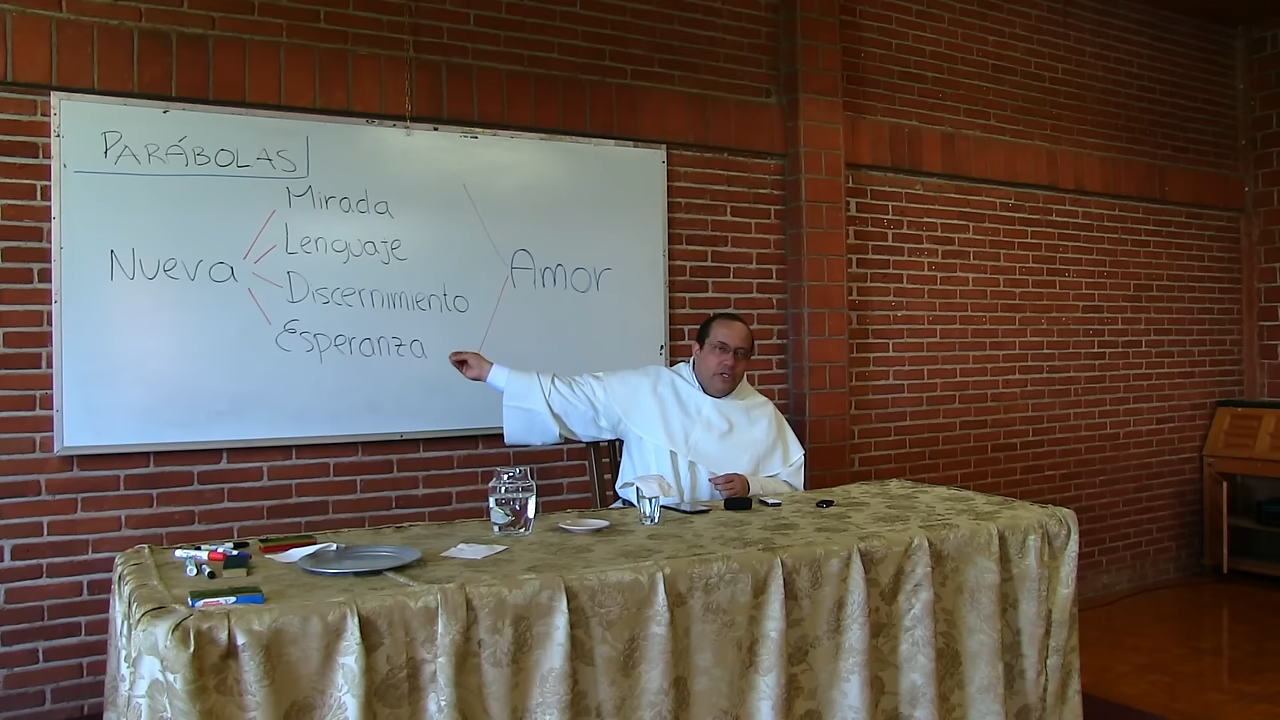 PARÁBOLAS
Mirada
Lenguaje
Nueva
Amor
Discernimiento
Esperanza